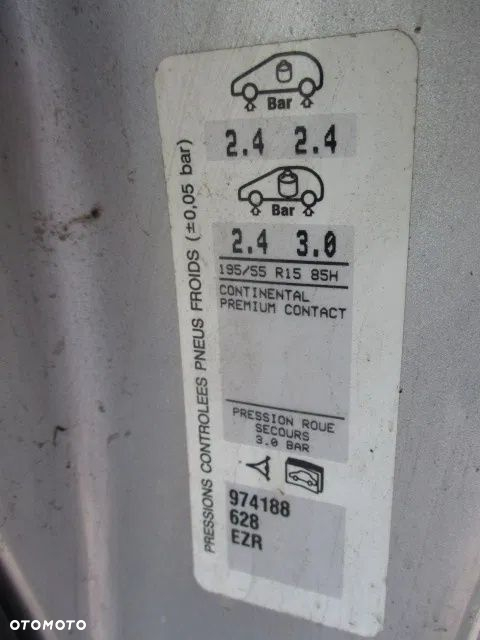 Bar
2.4 2.4
Bar
2.4 3.0
195/55 R15 85H
CONTINENTAL
PREMIUM CONTACT
PRESSION ROUE
SECOURS
3.0 BAR
974188
628
EZR
PRESSIONS CONTROLEES PNEUS FROIDS (±0,05 bar)
OTOMOTO